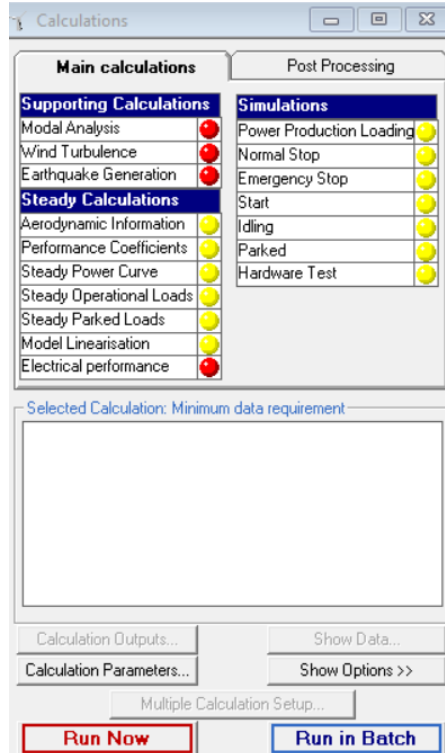 Calculations
Main calculations
Post Processing
Supporting Calculations
Modal Analysis
Wind Turbulence
Earthquake Generation
Steady Calculations
Aerodynamic Information
Performance Coefficients
Steady Power Curve
Steady Operational Loads
Steady Parked Loads
Model Linearisation
Electrical performance
Simulations
Power Production Loading
Normal Stop
Emergency Stop
Start
Idling
Parked
Hardware Test
Selected Calculation: Minimum data requirement
Calculation Outputs...
Show Data...
Calculation Parameters...
Show Options >>
Multiple Calculation Setup...
Run Now
Run in Batch